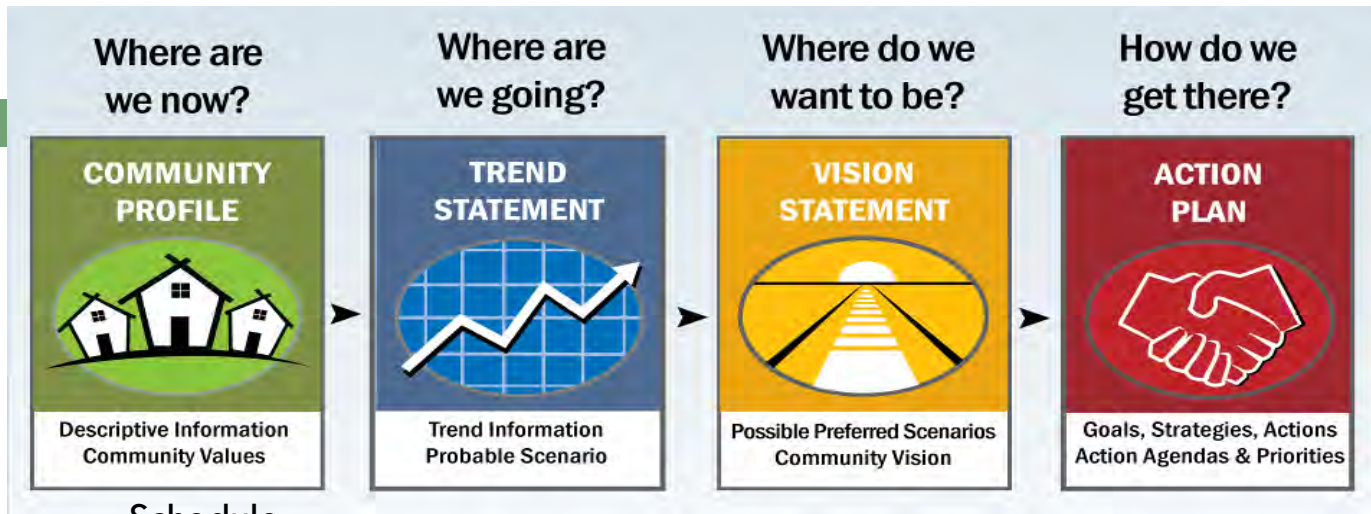 Where are
we now?
COMMUNITY
PROFILE
Descriptive Information
Community Values
Where are
we going?
TREND
STATEMENT
Trend Information
Probable Scenario
Where do we
want to be?
VISION
STATEMENT
Possible Preferred Scenarios
Community Vision
How do we
get there?
ACTION
PLAN
Goals, Strategies, Actions
Action Agendas & Priorities
Schedule